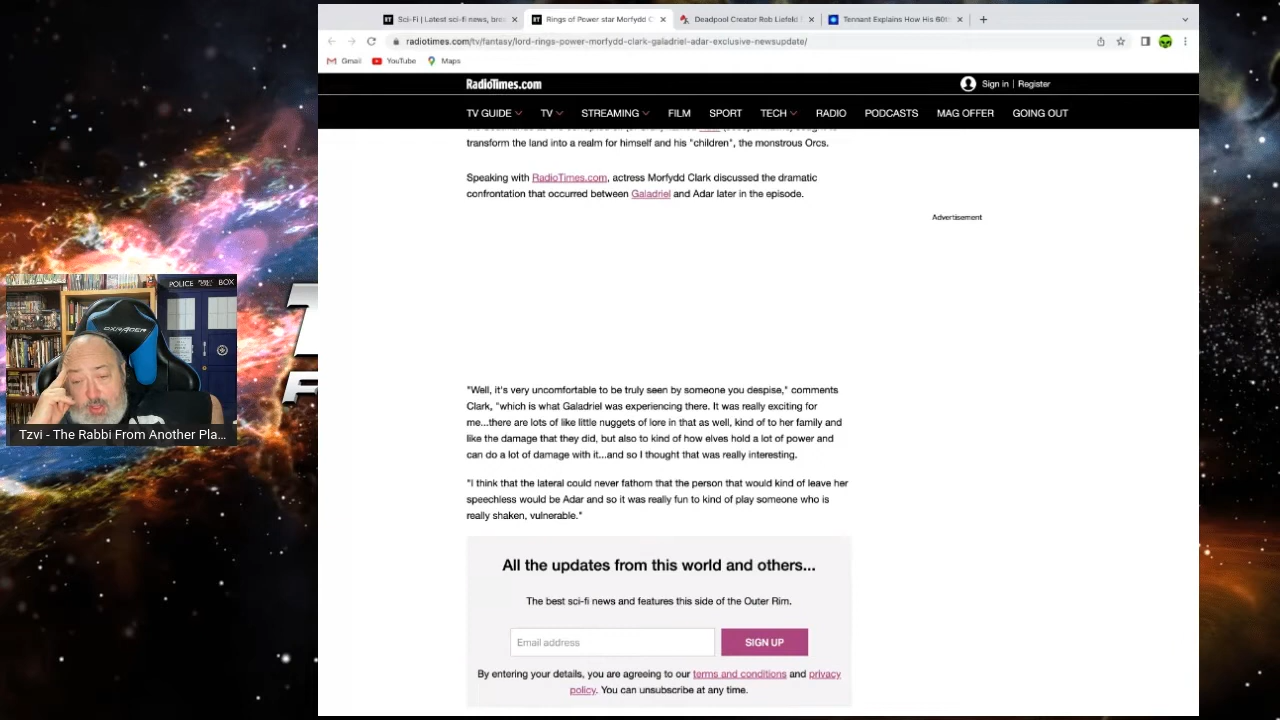 Sci-Fi | Latest sci-fi news, bre
Rings of Power star Morfydd C
Deadpool Creator Rob Liefeld
Tennant Explains How His 60th
radiotimes.com/tv/fantasy/lord-rings-power-morfydd-clark-galadriel-adar-exclusive-newsupdate/
Gmail YouTube Maps
RadioTimes.com
Sign in | Register
TV GUIDE TV STREAMING FILM SPORT TECH RADIO PODCASTS MAG OFFER GOING OUT
transform the land into a realm for himself and his "children", the monstrous Orcs.
Speaking with RadioTimes.com, actress Morfydd Clark discussed the dramatic
confrontation that occurred between Galadriel and Adar later in the episode.
Advertisement
"Well, it's very uncomfortable to be truly seen by someone you despise," comments
Clark, "which is what Galadriel was experiencing there. It was really exciting for
me...there are lots of like little nuggets of lore in that as well, kind of to her family and
like the damage that they did, but also to kind of how elves hold a lot of power and
can do a lot of damage with it...and so I thought that was really interesting.
"I think that the lateral could never fathom that the person that would kind of leave her
speechless would be Adar and so it was really fun to kind of play someone who is
really shaken, vulnerable."
All the updates from this world and others...
The best sci-fi news and features this side of the Outer Rim.
Email address
SIGN UP
By entering your details, you are agreeing to our terms and conditions and privacy
policy. You can unsubscribe at any time.
POLICE BOX
DXRACER
Tzvi - The Rabbi From Another Pla...